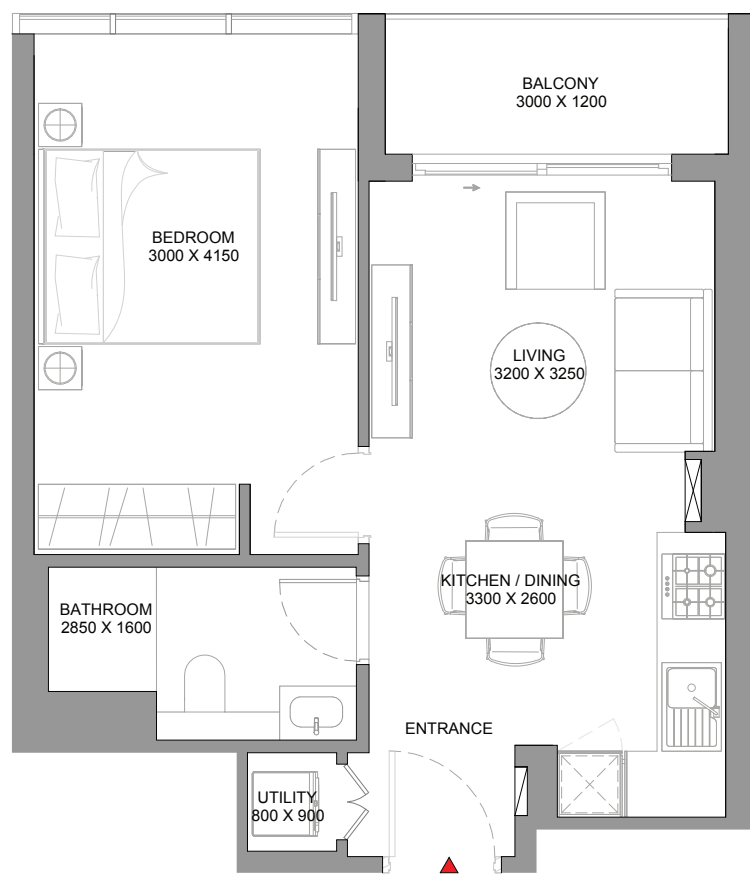 BALCONY
3000 X 1200
BEDROOM
3000 X 4150
LIVING
3200 X 3250
KITCHEN / DINING
3300 X 2600
BATHROOM
2850 X 1600
ENTRANCE
UTILITY
800 X 900